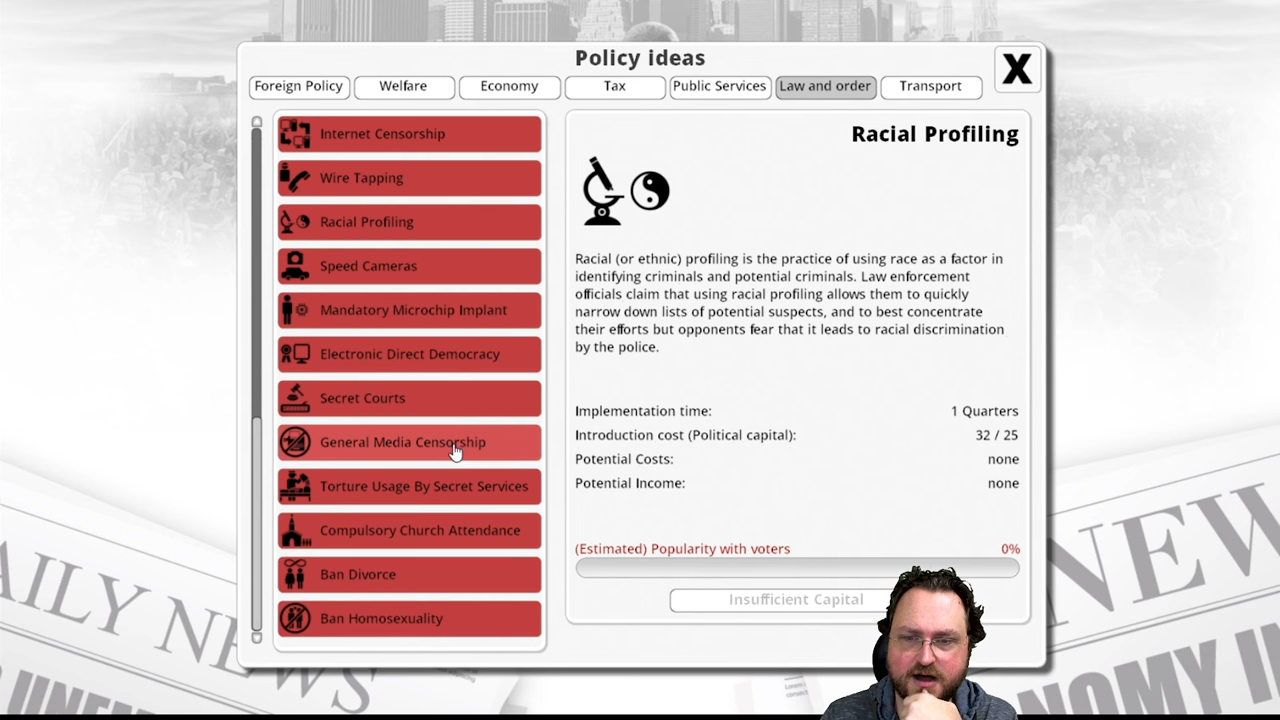 Policy ideas
X
Foreign Policy
Welfare
Economy
Tax
Public Services
Law and order
Transport
Internet Censorship
Wire Tapping
Racial Profiling
Speed Cameras
Mandatory Microchip Implant
Electronic Direct Democracy
Secret Courts
General Media Censorship
Torture Usage By Secret Services
Compulsory Church Attendance
Ban Divorce
Ban Homosexuality
Racial Profiling
Racial (or ethnic) profiling is the practice of using race as a factor in
identifying criminals and potential criminals. Law enforcement
officials claim that using racial profiling allows them to quickly
narrow down lists of potential suspects, and to best concentrate
their efforts but opponents fear that it leads to racial discrimination
by the police.
Implementation time: 1 Quarters
Introduction cost (Political capital): 32 / 25
Potential Costs: none
Potential Income: none
(Estimated) Popularity with voters 0%
Insufficient Capital
AILY NEWS
NEW